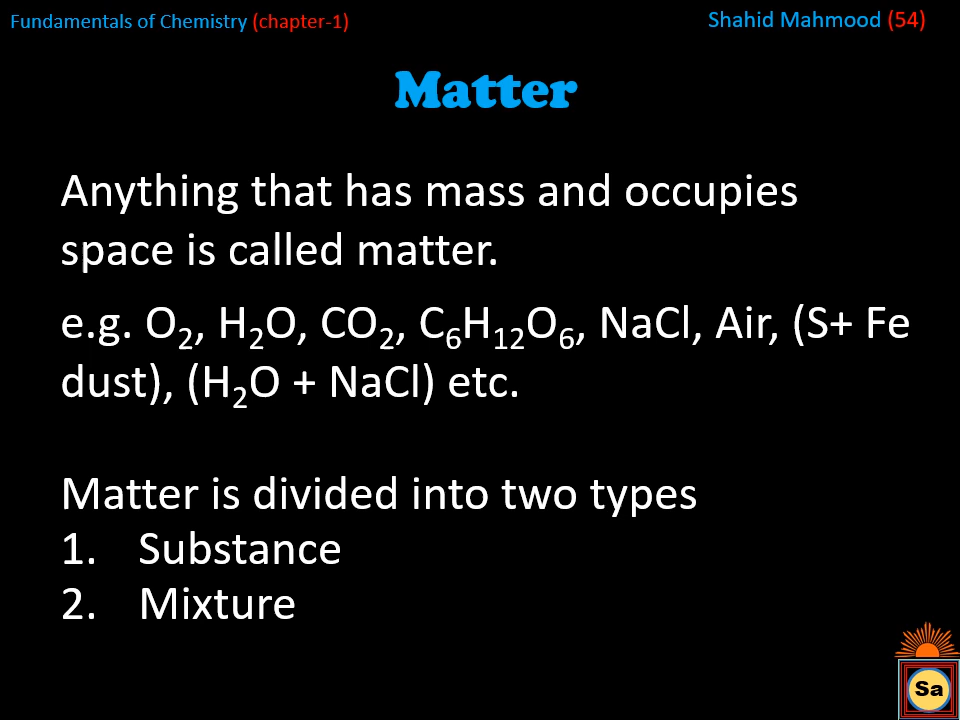 Fundamentals of Chemistry (chapter-1)
Shahid Mahmood (54)
Matter
Anything that has mass and occupies
space is called matter.
e.g. O₂, H₂O, CO₂, C₆H₁₂O₆, NaCl, Air, (S+ Fe
dust), (H₂O + NaCl) etc.
Matter is divided into two types
1. Substance
2. Mixture
Sa